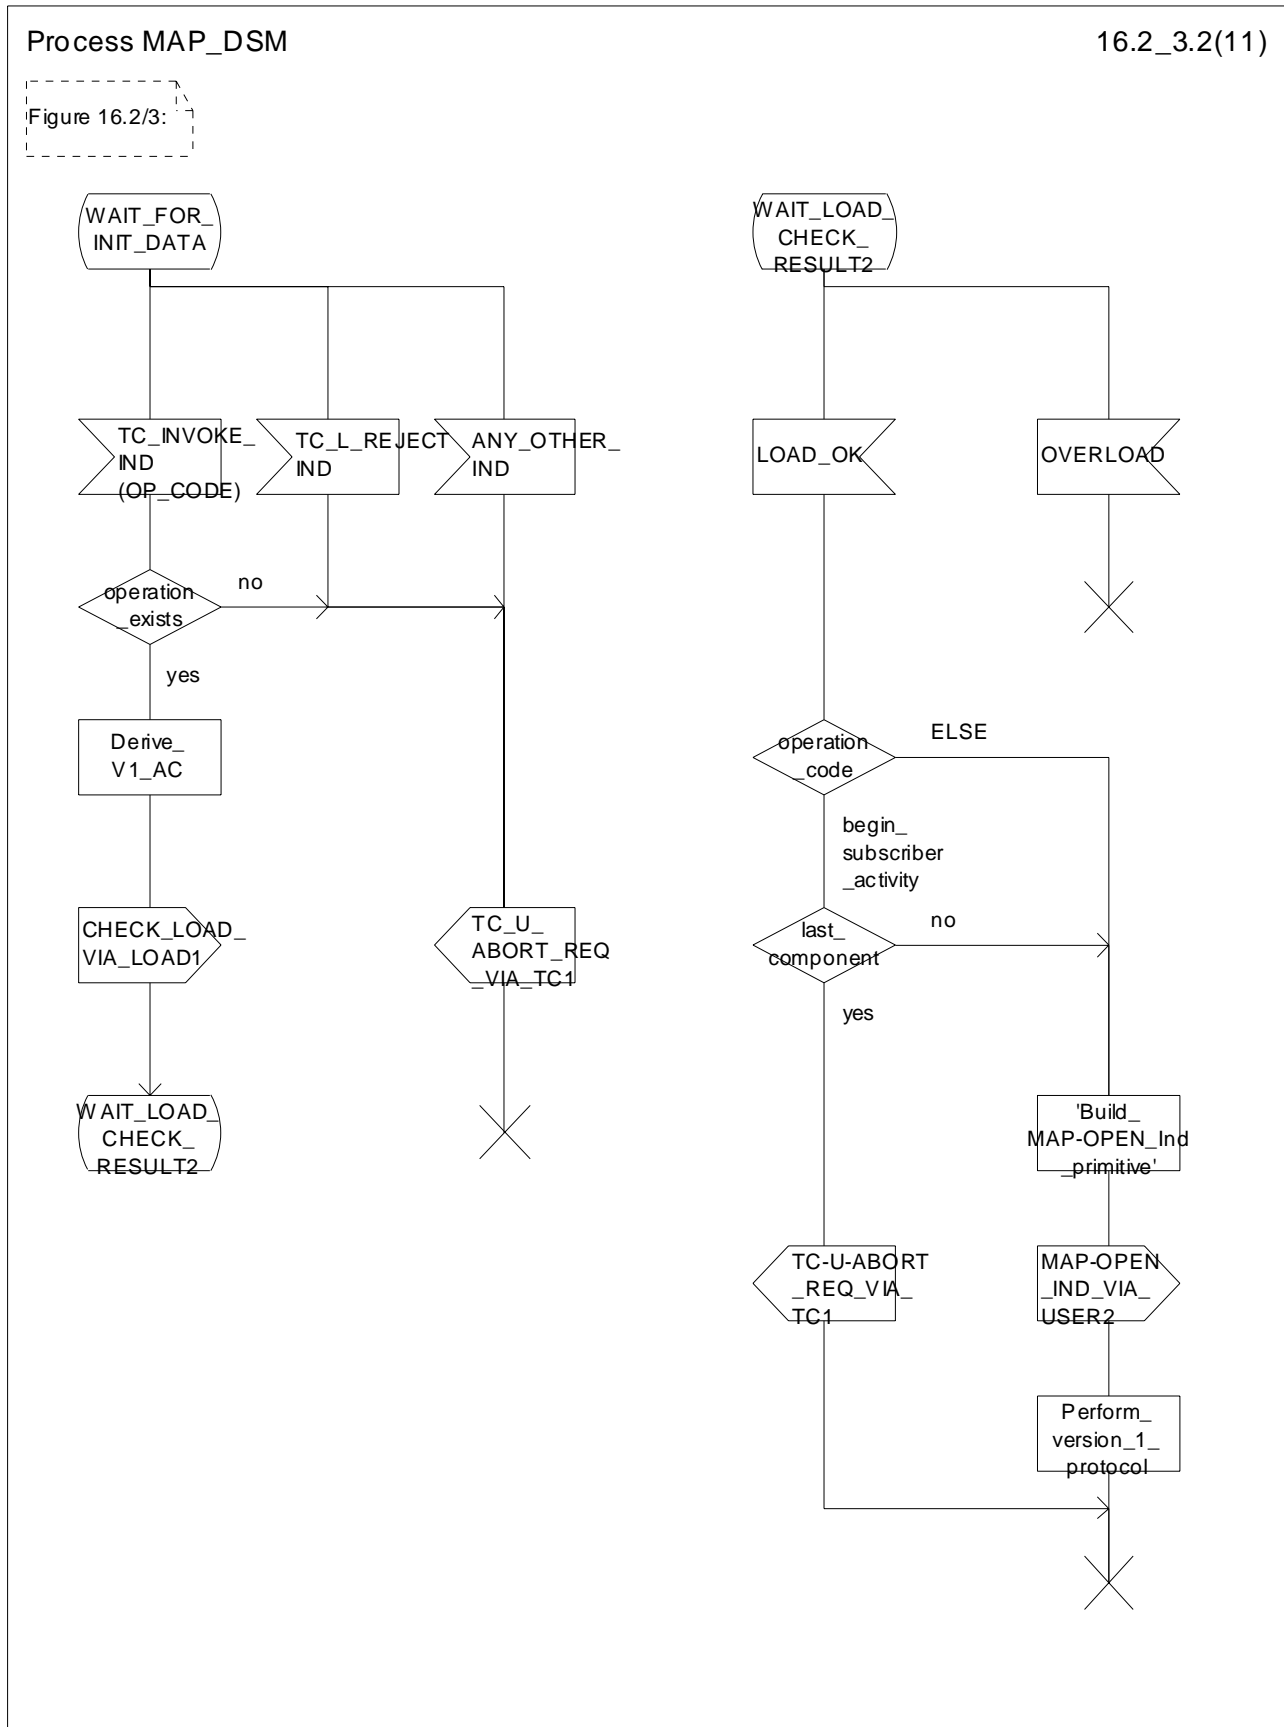 Process MAP_DSM
16.2_3.2(11)
Figure 16.2/3:
WAIT_FOR_
INIT_DATA
TC_INVOKE_
IND
(OP_CODE)
TC_L_REJECT
IND
ANY_OTHER_
IND
operation
_exists
no
yes
Derive_
V1_AC
CHECK_LOAD_
VIA_LOAD1
TC_U_
ABORT_REQ
_VIA_TC1
WAIT_LOAD_
CHECK_
RESULT2
WAIT_LOAD_
CHECK_
RESULT2
LOAD_OK
OVERLOAD
operation
_code
ELSE
begin_
subscriber
_activity
last_
component
no
yes
'Build_
MAP-OPEN_Ind
_primitive'
TC-U-ABORT
_REQ_VIA_
TC1
MAP-OPEN
_IND_VIA_
USER2
Perform_
version_1_
protocol